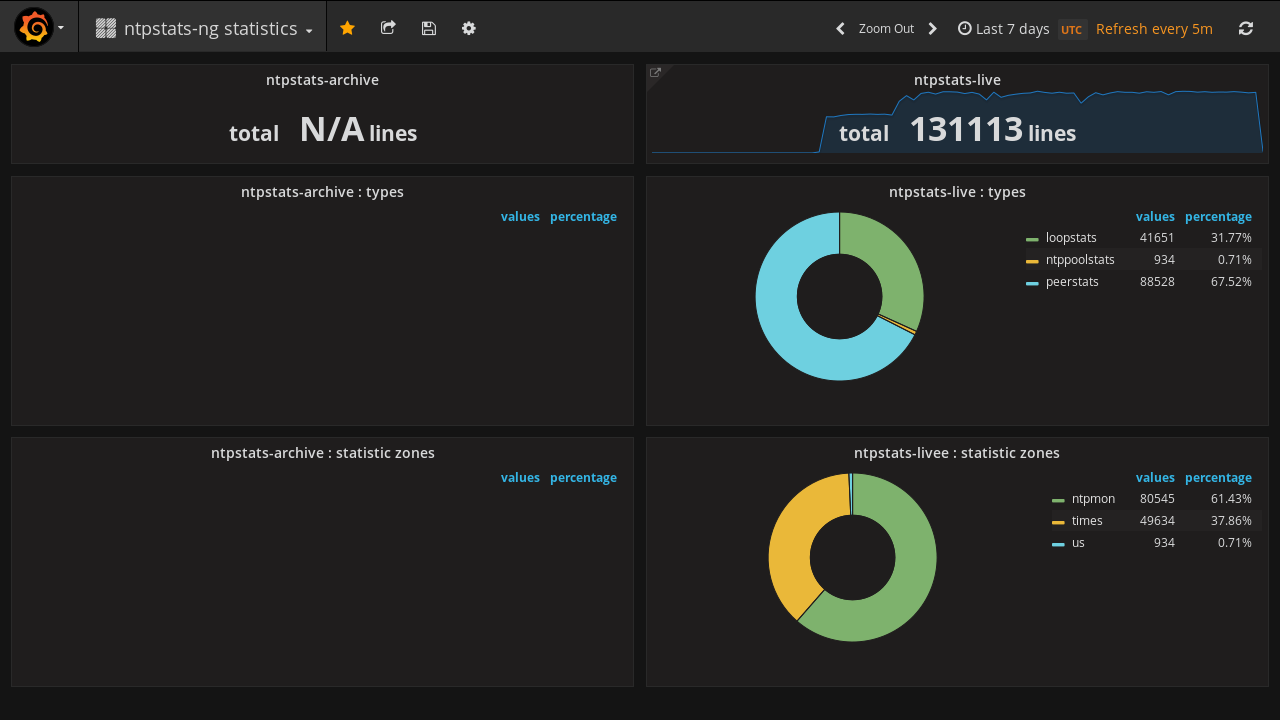 ntpstats-ng statistics
Zoom Out
Last 7 days UTC Refresh every 5m
ntpstats-archive
total N/A lines
ntpstats-live
total 131113 lines
ntpstats-archive : types
values percentage
ntpstats-live : types
values percentage
loopstats 41651 31.77%
ntppoolstats 934 0.71%
peerstats 88528 67.52%
ntpstats-archive : statistic zones
values percentage
ntpstats-livee : statistic zones
values percentage
ntpmon 80545 61.43%
times 49634 37.86%
us 934 0.71%